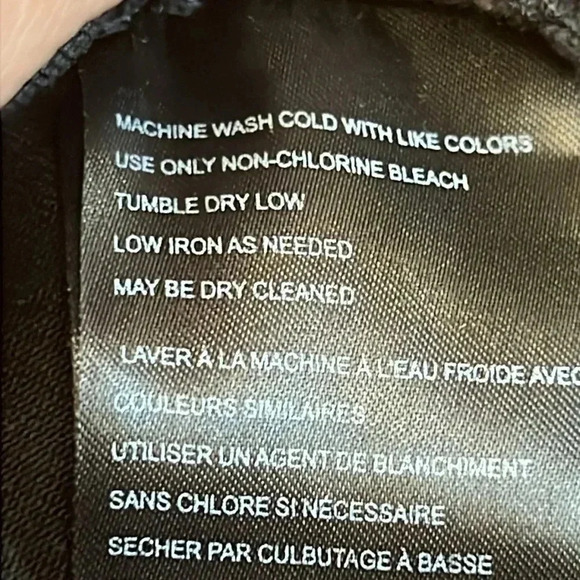 MACHINE WASH COLD WITH LIKE COLORS
USE ONLY NON-CHLORINE BLEACH
TUMBLE DRY LOW
LOW IRON AS NEEDED
MAY BE DRY CLEANED
LAVER A LA MACHINE À L'EAU FROIDE AVEC
COULEURS SIMILAIRES
UTILISER UN AGENT DE BLANCHIMENT
SANS CHLORE SI NÉCESSAIRE
SECHER PAR CULBUTAGE À BASSE